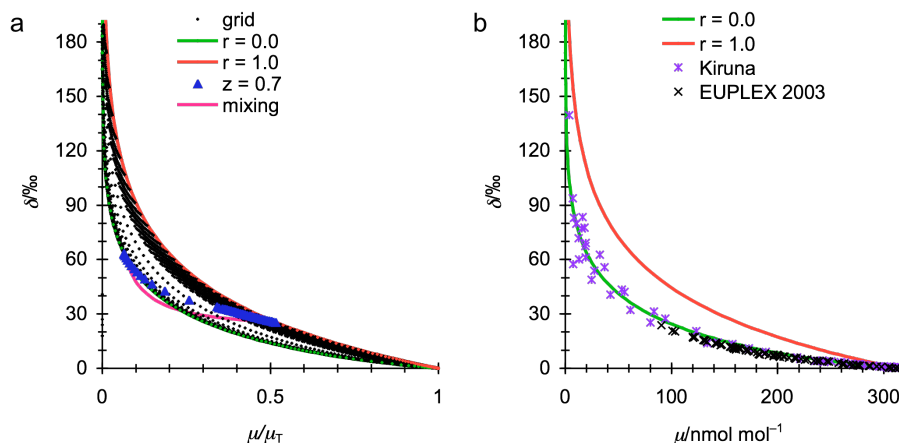 a
grid
r = 0.0
r = 1.0
z = 0.7
mixing
180
150
120
90
60
30
0
δ/‰
0
0.5
1
μ/μT
b
r = 0.0
r = 1.0
Kiruna
EUPLEX 2003
180
150
120
90
60
30
0
δ/‰
0
100
200
300
μ/nmol mol⁻¹